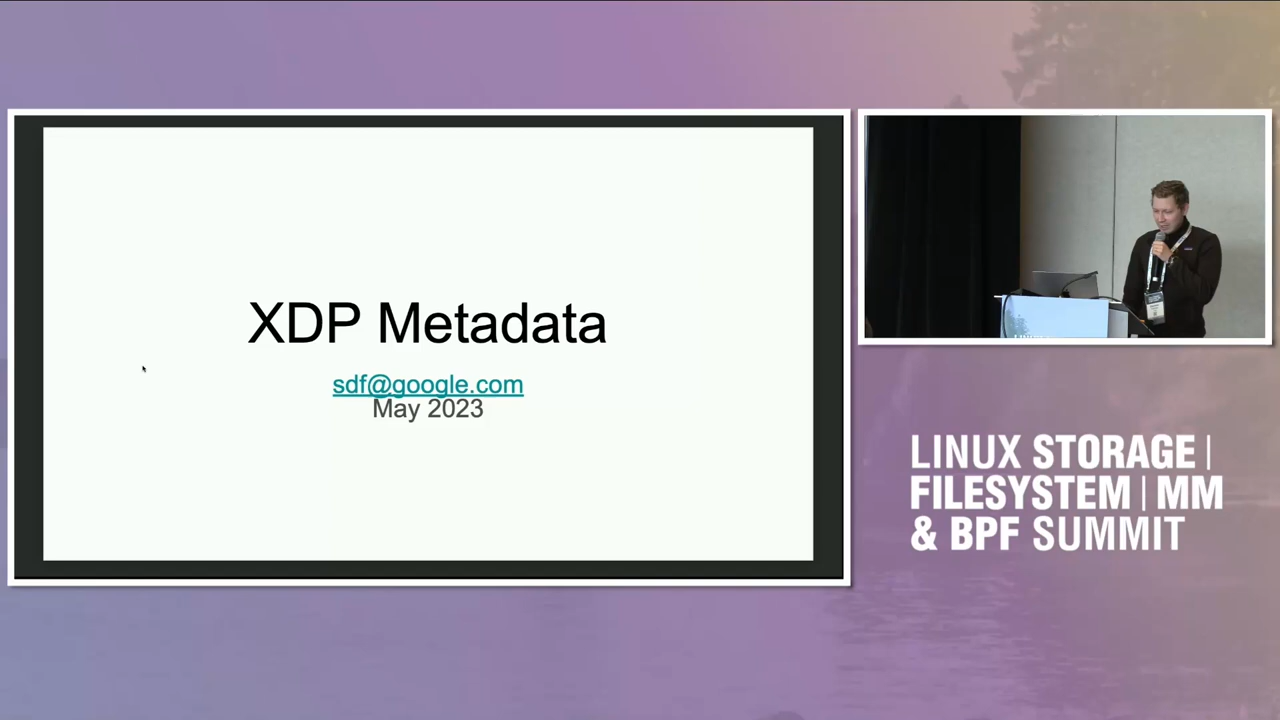 XDP Metadata
sdf@google.com
May 2023
LINUX STORAGE |
FILESYSTEM | MM
& BPF SUMMIT